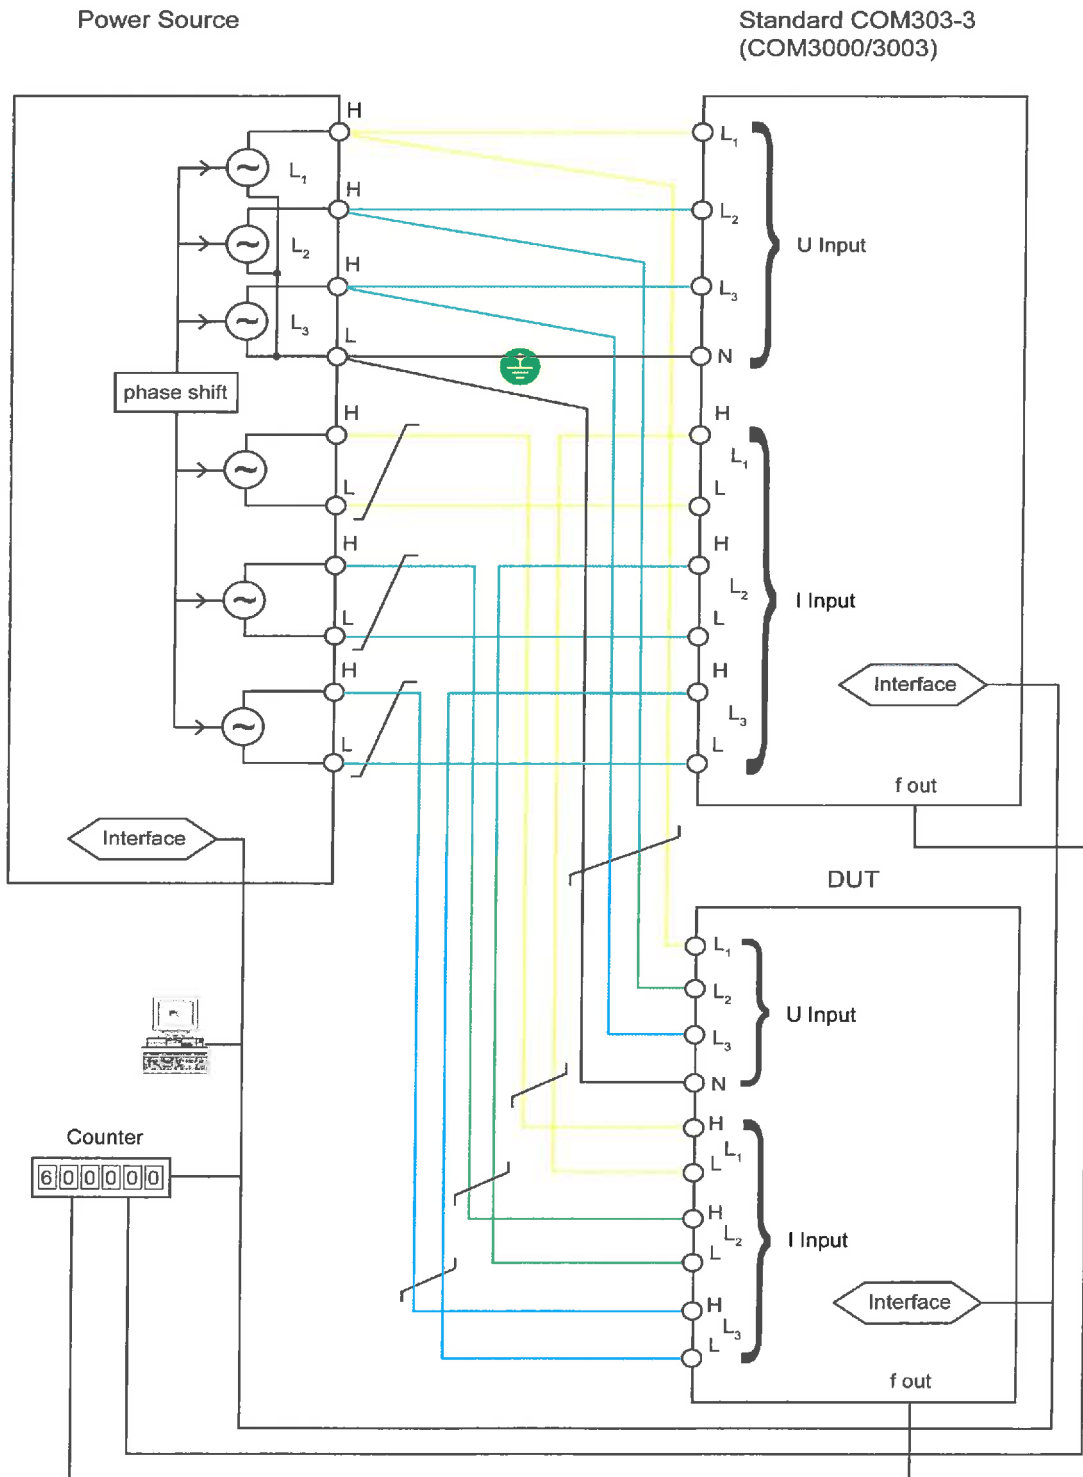 Power Source
Standard COM303-3
(COM3000/3003)
H
L1
H
L2
H
L3
L
phase shift
H
L
H
L
H
L
Interface
L1
L2
L3
N
U Input
H
L1
L
H
L2
L
H
L3
L
I Input
Interface
f out
DUT
L1
L2
L3
N
U Input
H
L1
L
H
L2
L
H
L3
L
I Input
Interface
f out
Counter
600000